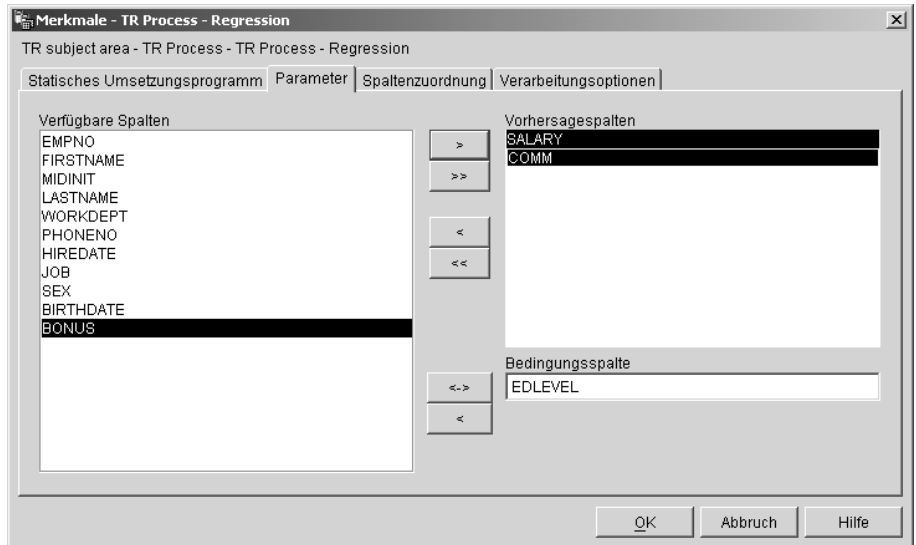 Merkmale - TR Process - Regression
TR subject area - TR Process - TR Process - Regression
Statisches Umsetzungsprogramm Parameter Spaltenzuordnung Verarbeitungsoptionen
Verfügbare Spalten
EMPNO
FIRSTNAME
MIDINIT
LASTNAME
WORKDEPT
PHONENO
HIREDATE
JOB
SEX
BIRTHDATE
BONUS
>
>>
<
<<
<->
<
Vorhersagespalten
SALARY
COMM
Bedingungsspalte
EDLEVEL
OK Abbruch Hilfe